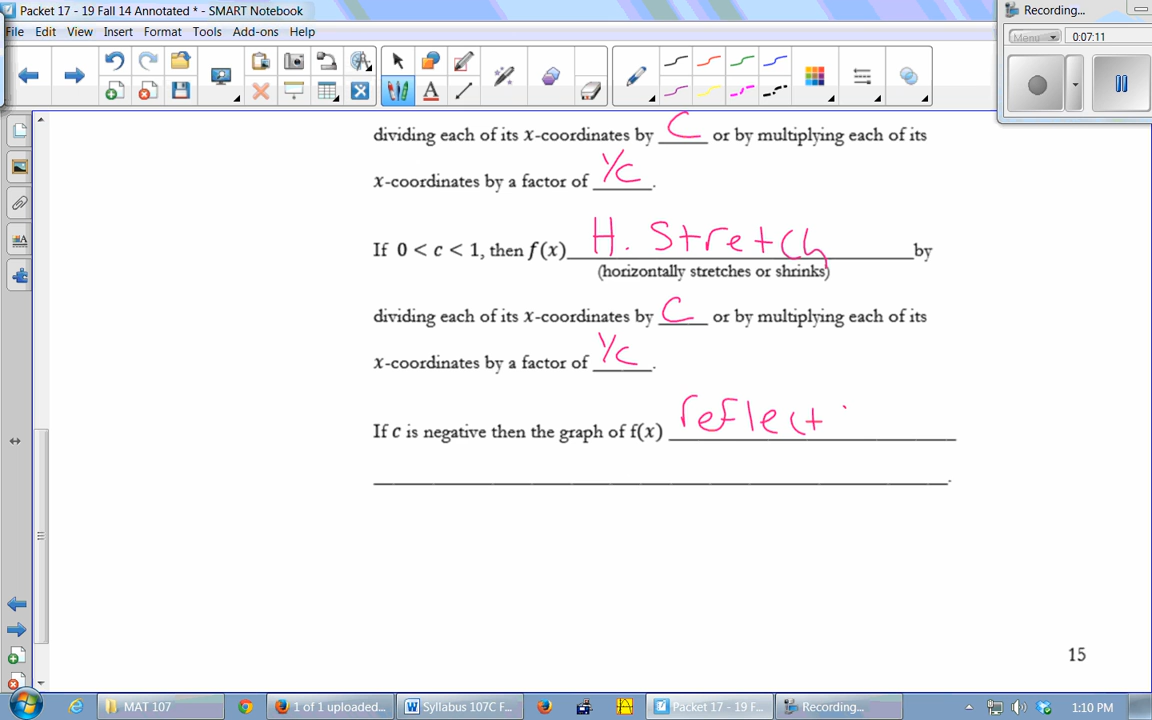 Packet 17 - 19 Fall 14 Annotated * - SMART Notebook
Recording...
File Edit View Insert Format Tools Add-ons Help
Menu 0:07:11
dividing each of its x-coordinates by C or by multiplying each of its
x-coordinates by a factor of 1/C.
If 0 < c < 1, then f(x) H. Stretch by
(horizontally stretches or shrinks)
dividing each of its x-coordinates by C or by multiplying each of its
x-coordinates by a factor of 1/C.
If c is negative then the graph of f(x) reflect
15
MAT 107 1 of 1 uploaded... Syllabus 107C F... Packet 17 - 19 F... Recording... 1:10 PM